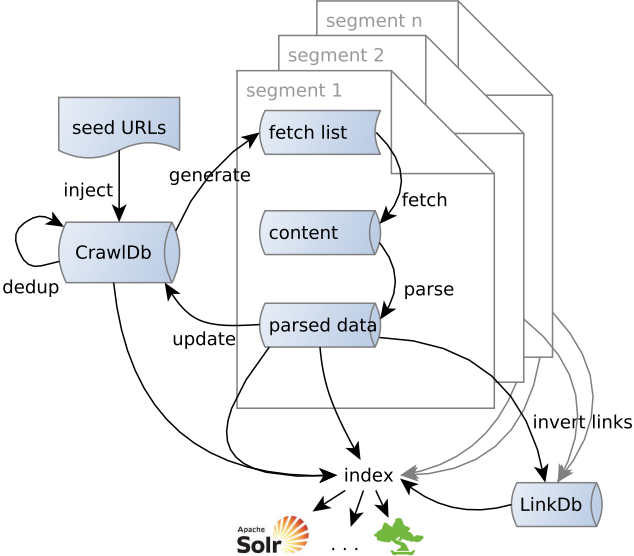 segment n
segment 2
segment 1
seed URLs
fetch list
generate
inject
fetch
content
CrawlDb
dedup
parse
parsed data
update
invert links
index
LinkDb
Apache
Solr
. . .